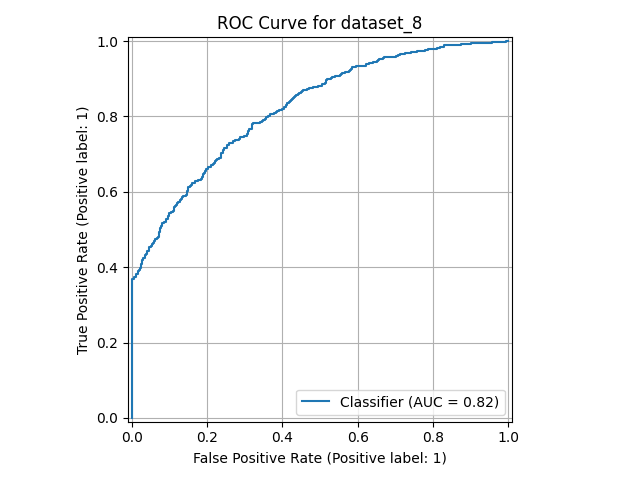 ROC Curve for dataset_8
1.0
0.8
0.6
0.4
0.2
0.0
True Positive Rate (Positive label: 1)
Classifier (AUC = 0.82)
0.0 0.2 0.4 0.6 0.8 1.0
False Positive Rate (Positive label: 1)